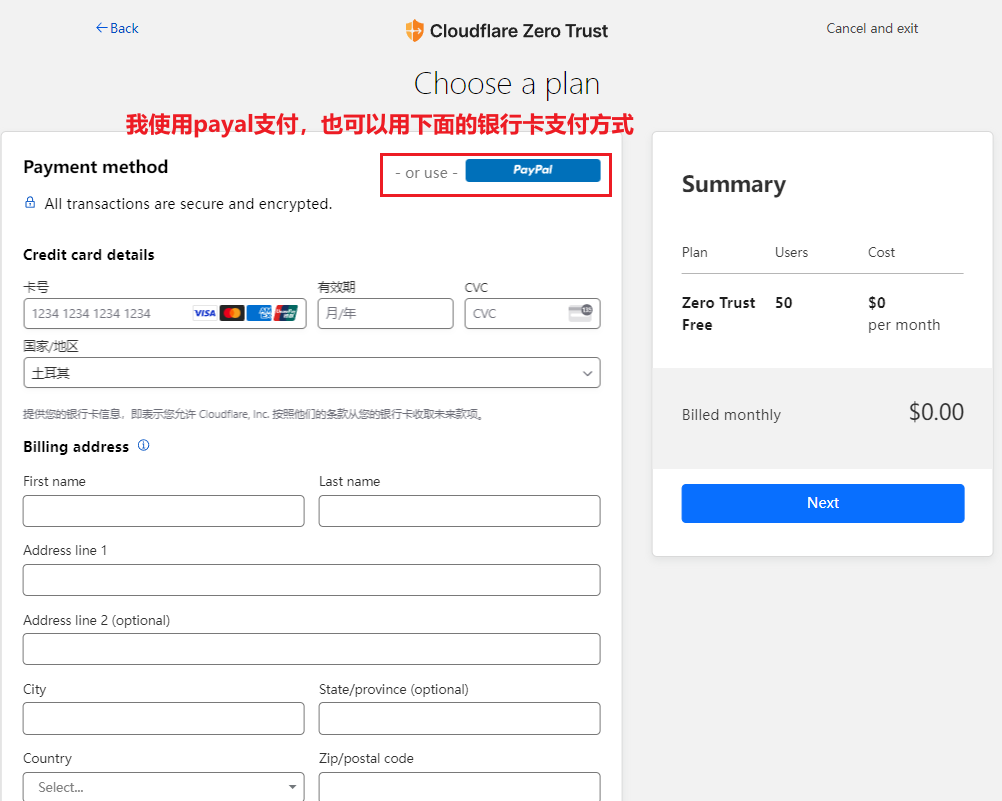 Back
Cloudflare Zero Trust
Cancel and exit
Choose a plan
我使用payal支付，也可以用下面的银行卡支付方式
Payment method
- or use -
PayPal
All transactions are secure and encrypted.
Credit card details
卡号
有效期
CVC
1234 1234 1234 1234
VISA
月/年
CVC
国家/地区
土耳其
提供您的银行卡信息，即表示您允许 Cloudflare, Inc. 按照他们的条款从您的银行卡收取未来款项。
Billing address
First name
Last name
Address line 1
Address line 2 (optional)
City
State/province (optional)
Country
Zip/postal code
Select...
Summary
Plan
Users
Cost
Zero Trust Free
50
$0
per month
Billed monthly
$0.00
Next